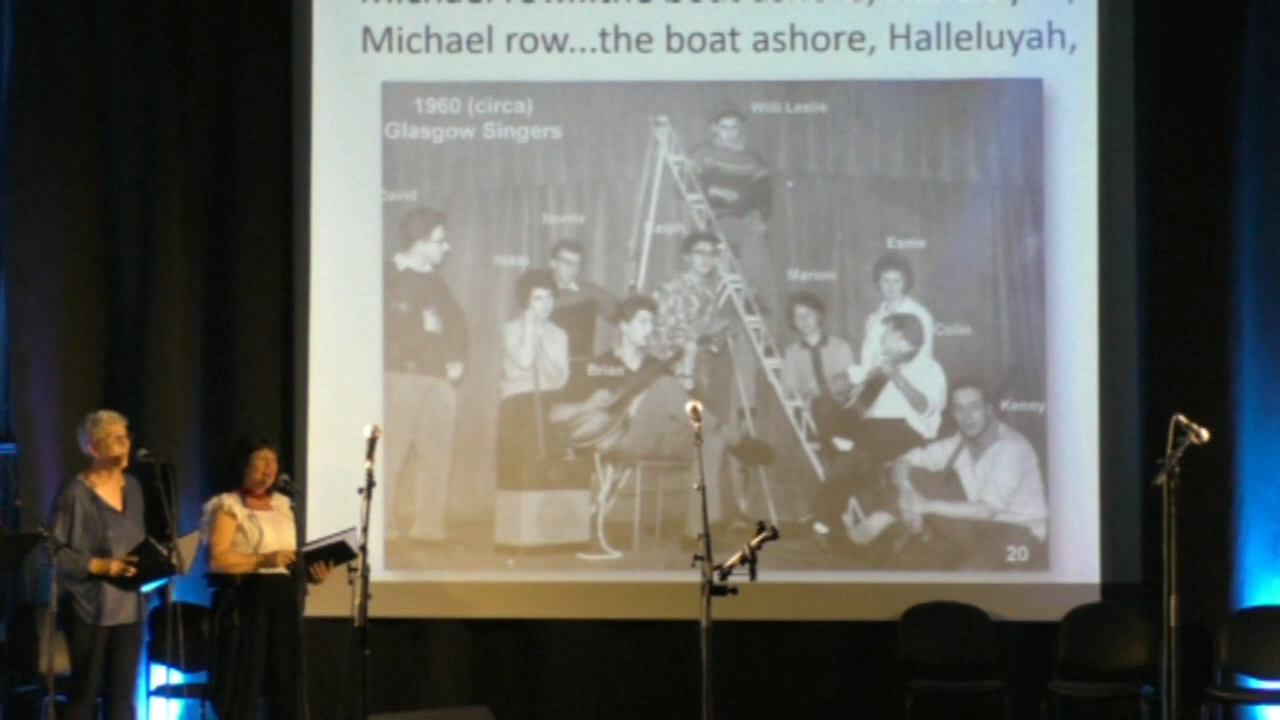 Michael row...the boat ashore, Halleluyah,
1960 (circa)
Glasgow Singers
Willi Leslie
David
Esme
Marion
Colin
Brian
Kenny
20